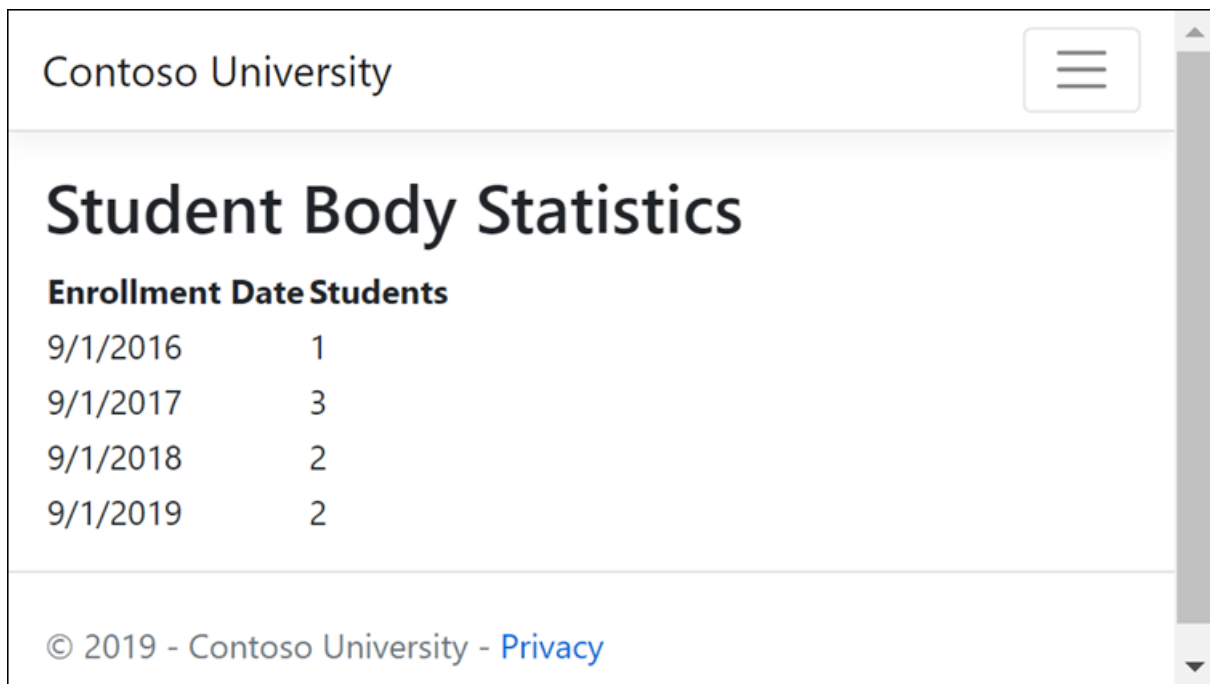 Contoso University
Student Body Statistics
Enrollment Date Students
9/1/2016 1
9/1/2017 3
9/1/2018 2
9/1/2019 2
© 2019 - Contoso University - Privacy